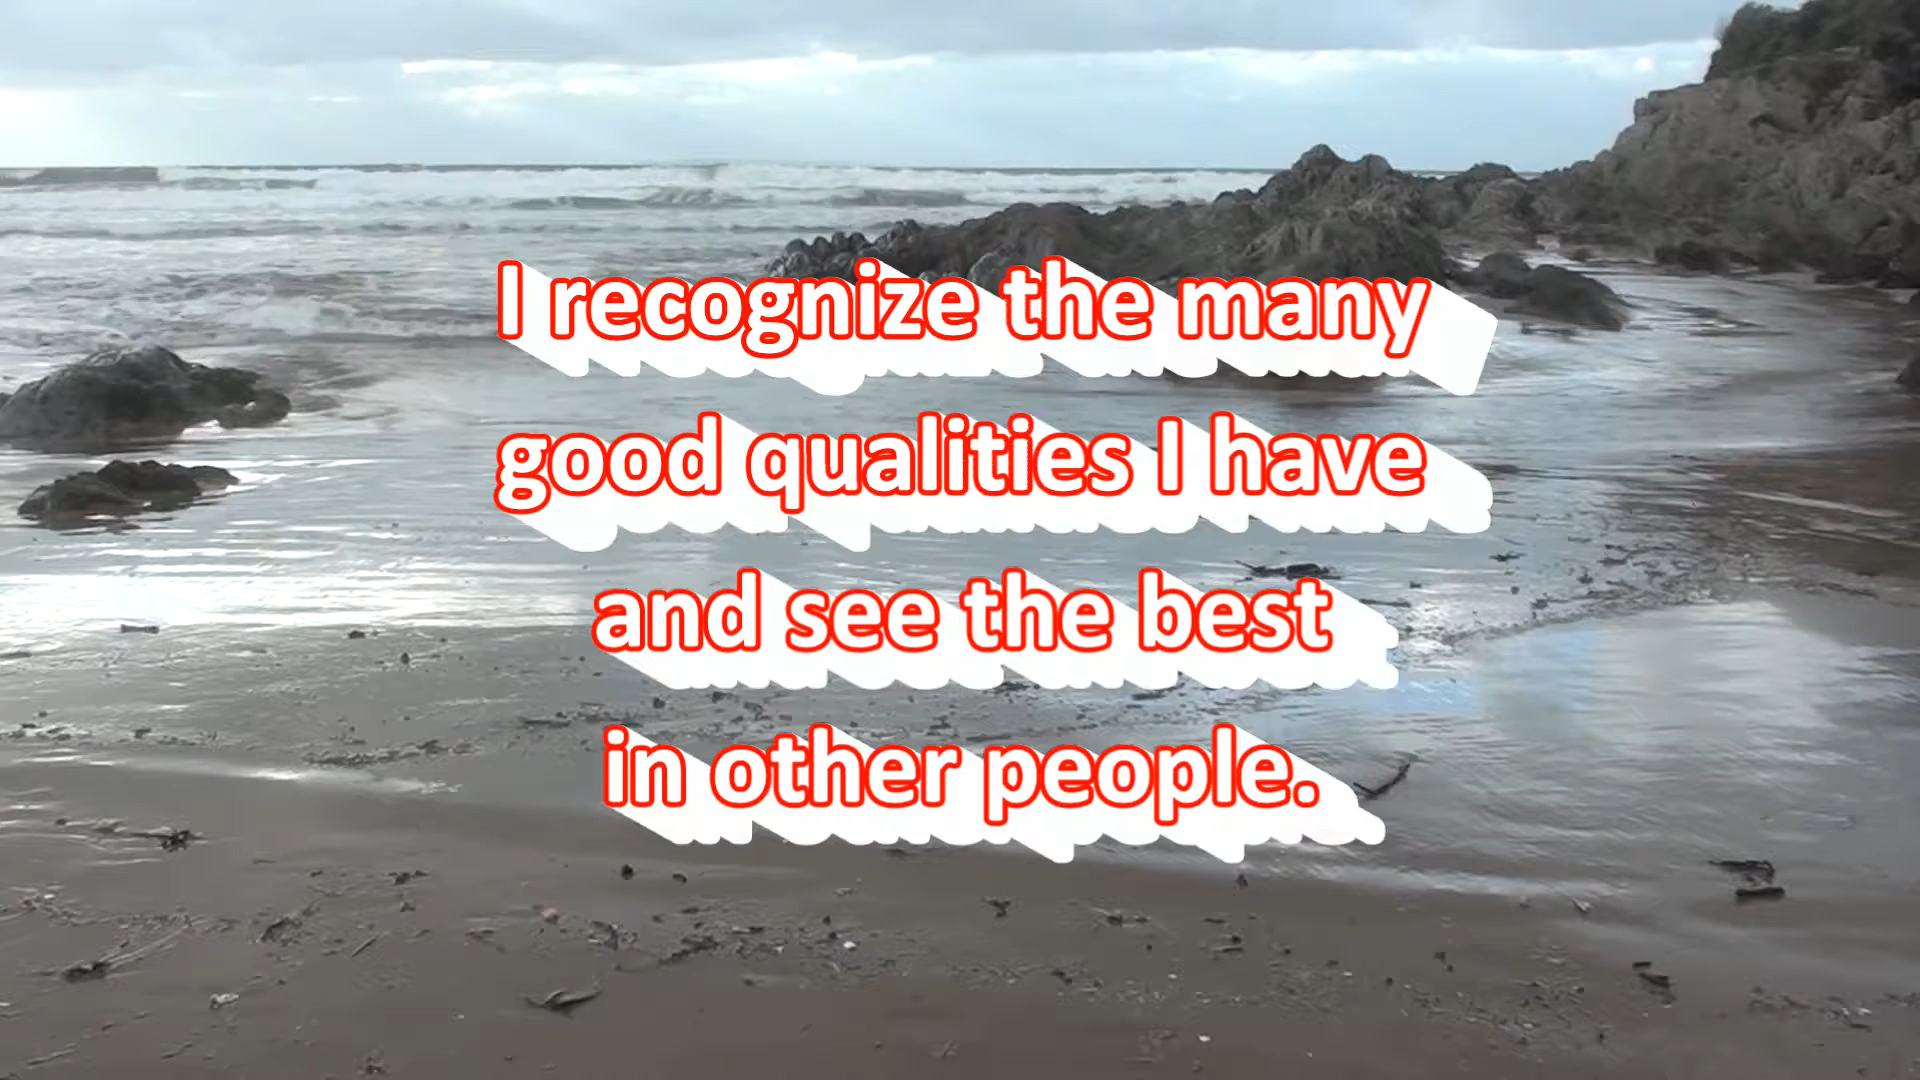 I recognize the many
good qualities I have
and see the best
in other people.